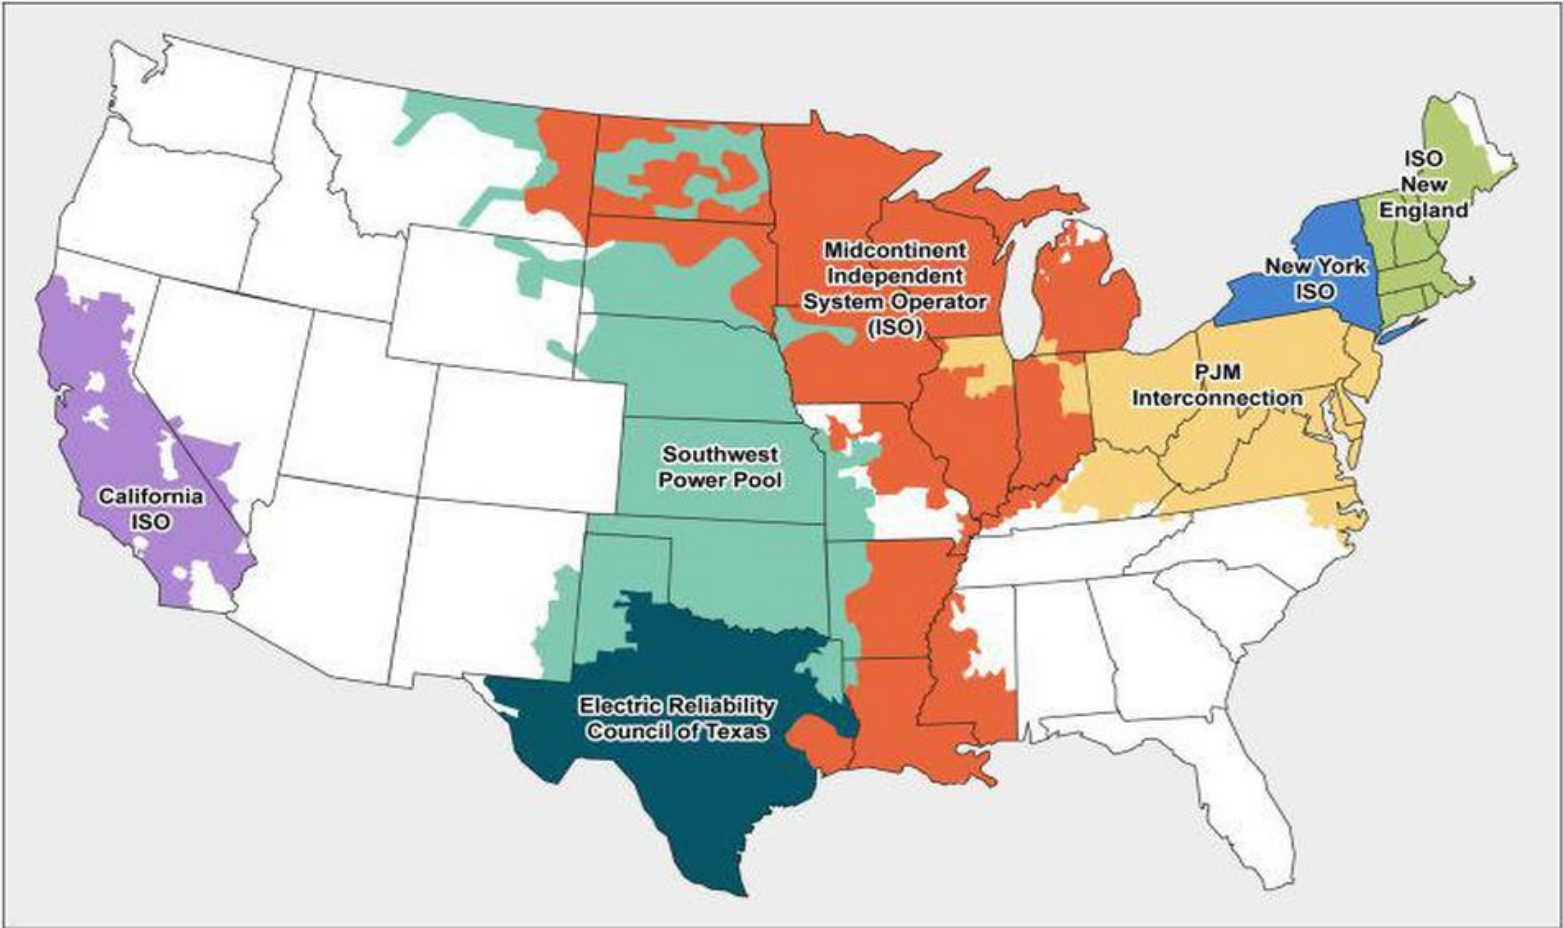 ISO
New
England
Midcontinent
Independent
System Operator
(ISO)
New York
ISO
PJM
Interconnection
Southwest
Power Pool
California
ISO
Electric Reliability
Council of Texas